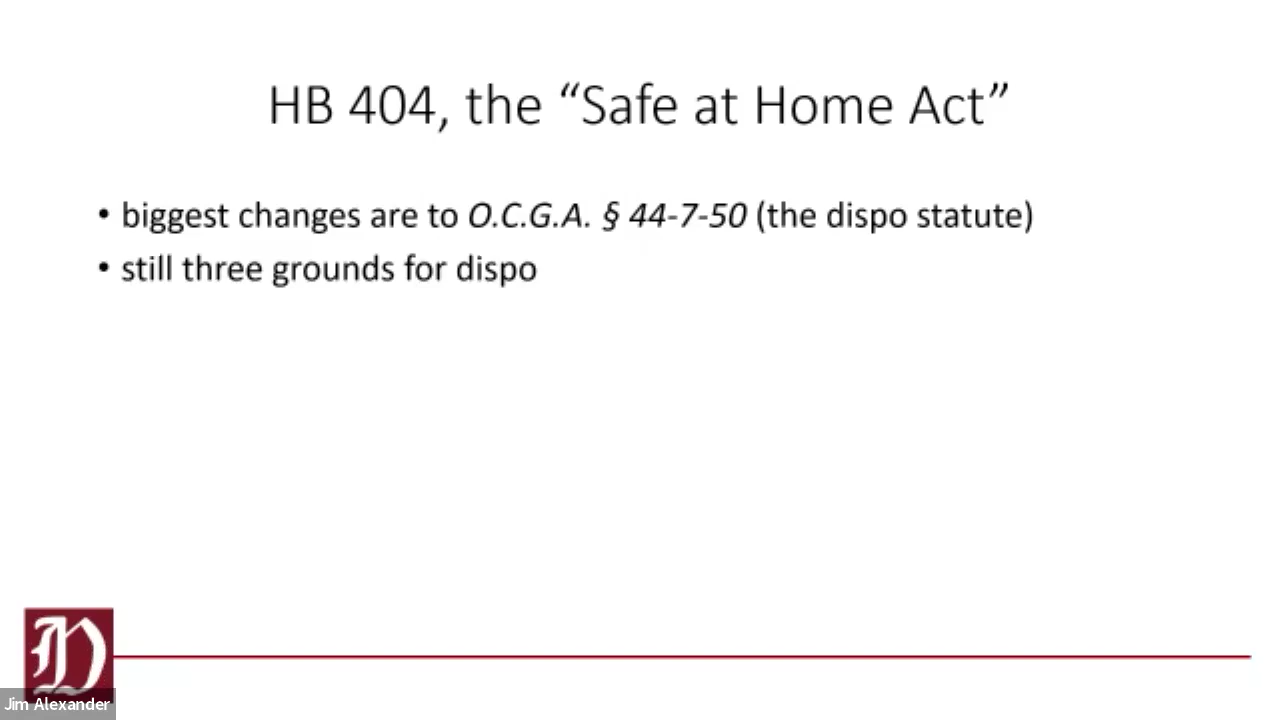 HB 404, the “Safe at Home Act”
• biggest changes are to O.C.G.A. § 44-7-50 (the dispo statute)
• still three grounds for dispo
D
Jim Alexander